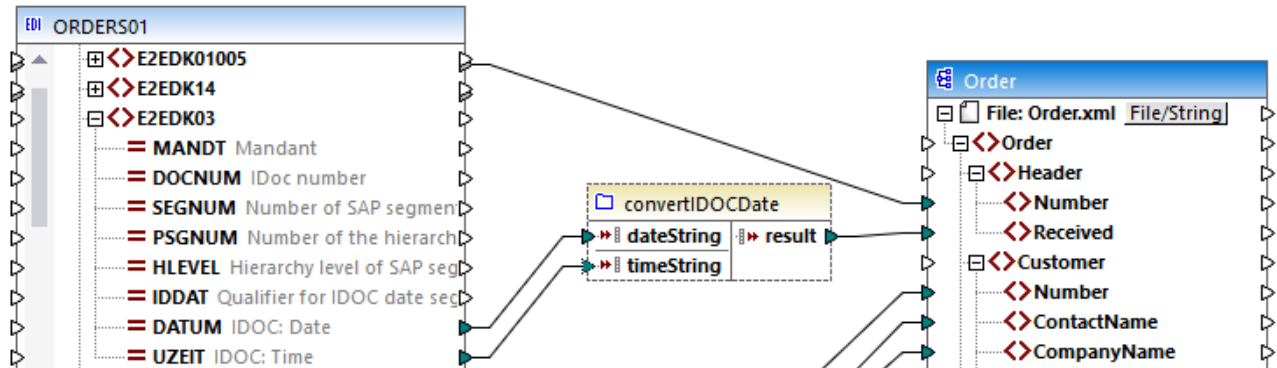 EDI ORDERS01
E2EDK01005
E2EDK14
E2EDK03
MANDT Mandant
DOCNUM IDoc number
SEGNUM Number of SAP segmen
PSGNUM Number of the hierarch
HLEVEL Hierarchy level of SAP seg
IDDAT Qualifier for IDOC date seg
DATUM IDOC: Date
UZEIT IDOC: Time
convertIDOCDate
dateString result
timeString
Order
File: Order.xml File/String
Order
Header
Number
Received
Customer
Number
ContactName
CompanyName